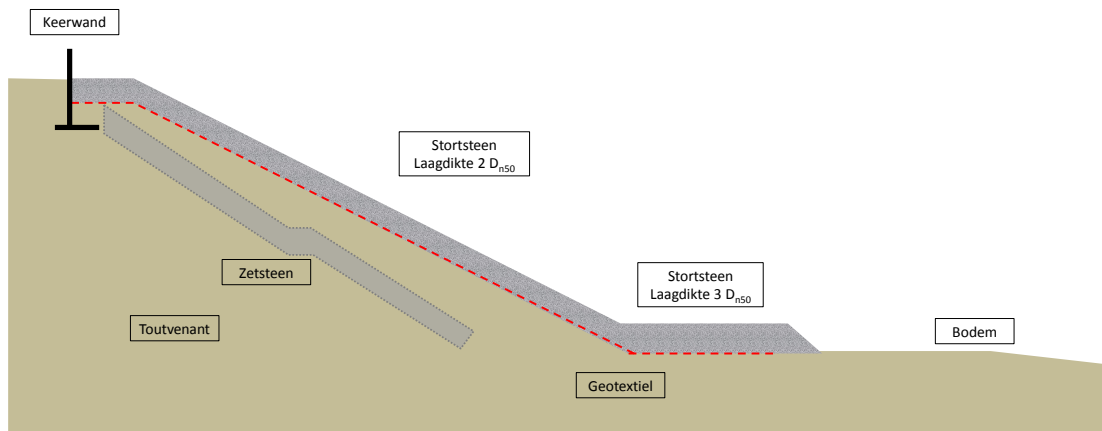 Keerwand
Stortsteen
Laagdikte 2 Dn50
Zetsteen
Stortsteen
Laagdikte 3 Dn50
Toutvenant
Bodem
Geotextiel